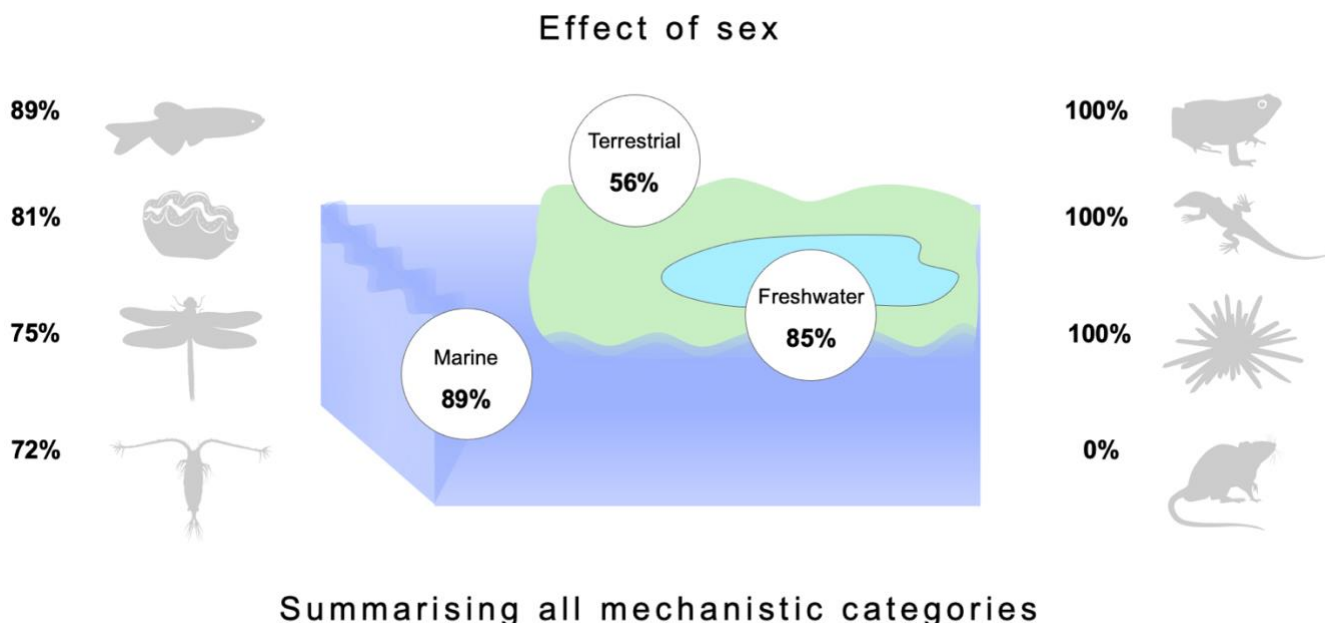 Effect of sex
89%
81%
75%
72%
Terrestrial
56%
Freshwater
85%
Marine
89%
100%
100%
100%
0%
Summarising all mechanistic categories